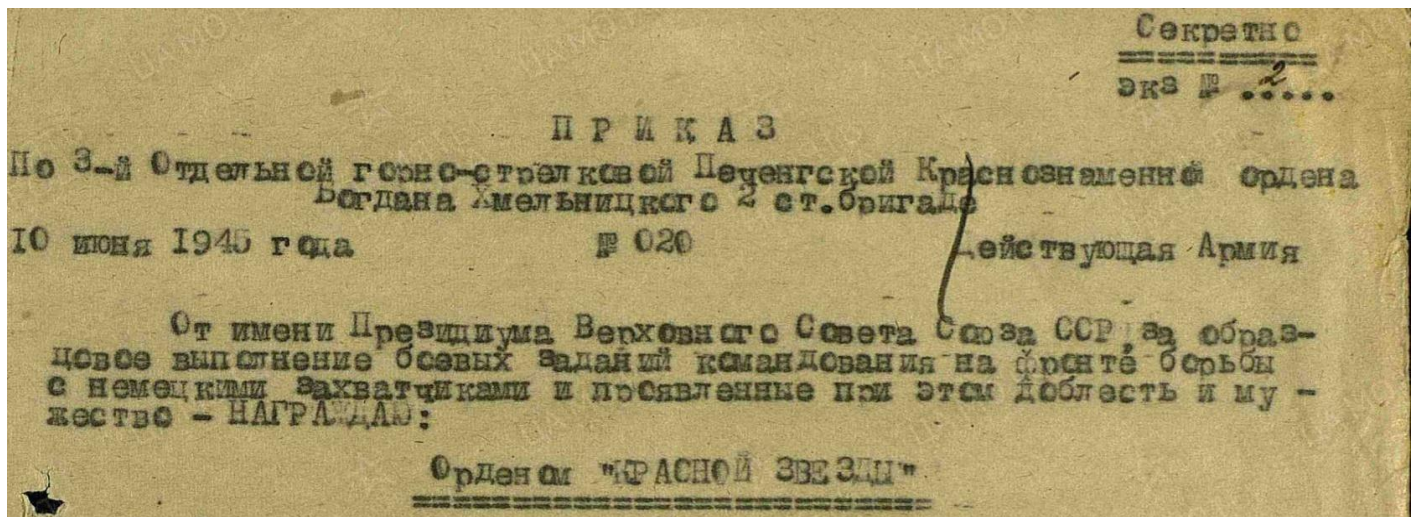 Секретно
экз № ..2...
ПРИКАЗ
По 3-й Отдельной горно-стрелковой Печенгской Краснознаменной ордена
Богдана Хмельницкого 2 ст.бригаде
10 июня 1945 года № 020 Действующая Армия
От имени Президиума Верховного Совета Союза ССР, за образ-
цовое выполнение боевых заданий командования на фронте борьбы
с немецкими захватчиками и проявленные при этом доблесть и му -
жество - НАГРАЖДАЮ:
Орденом "КРАСНОЙ ЗВЕЗДЫ"